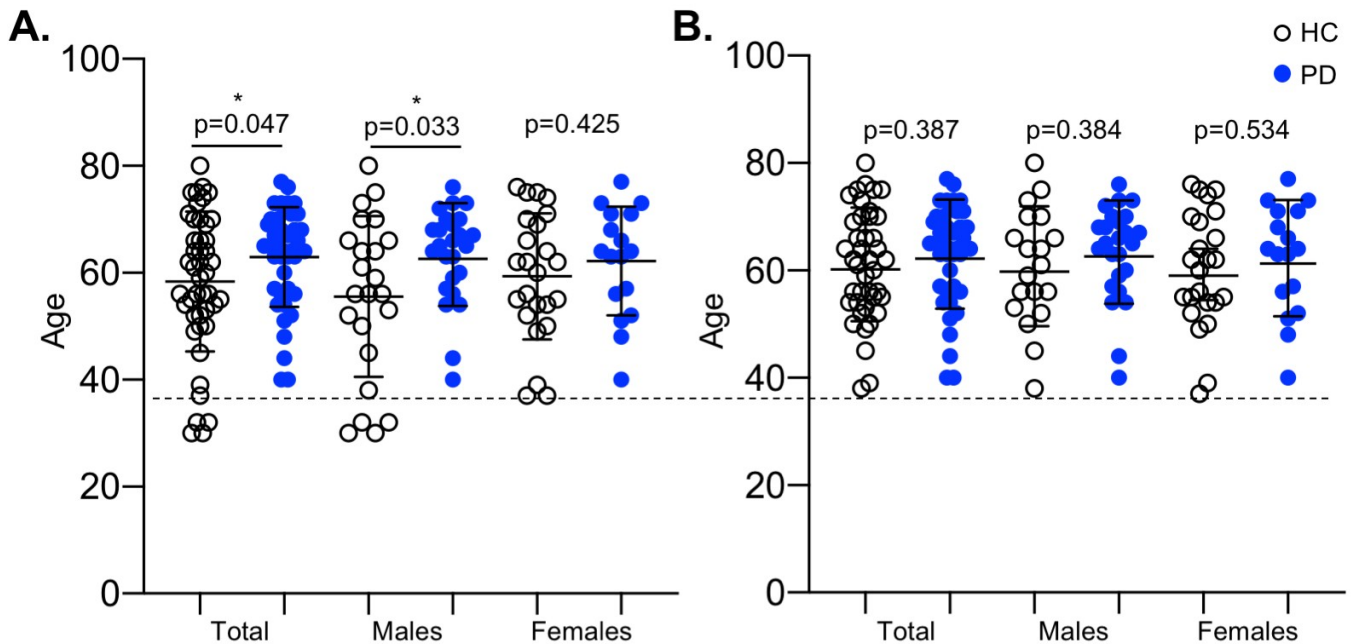 A.
100
80
60
40
20
0
Age
*
p=0.047
*
p=0.033
p=0.425
Total
Males
Females
B.
100
80
60
40
20
0
Age
p=0.387
p=0.384
p=0.534
Total
Males
Females
HC
PD